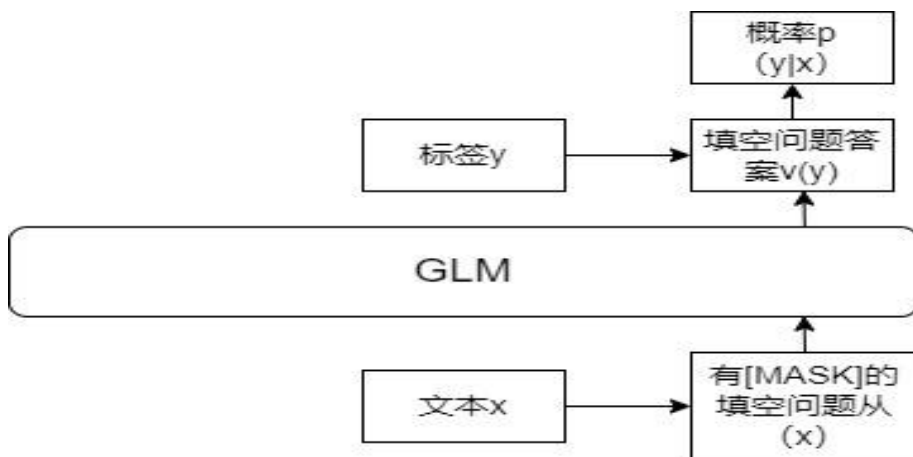 概率p
（y|x）
标签y
填空问题答
案v(y)
GLM
文本x
有[MASK]的
填空问题从
（x）